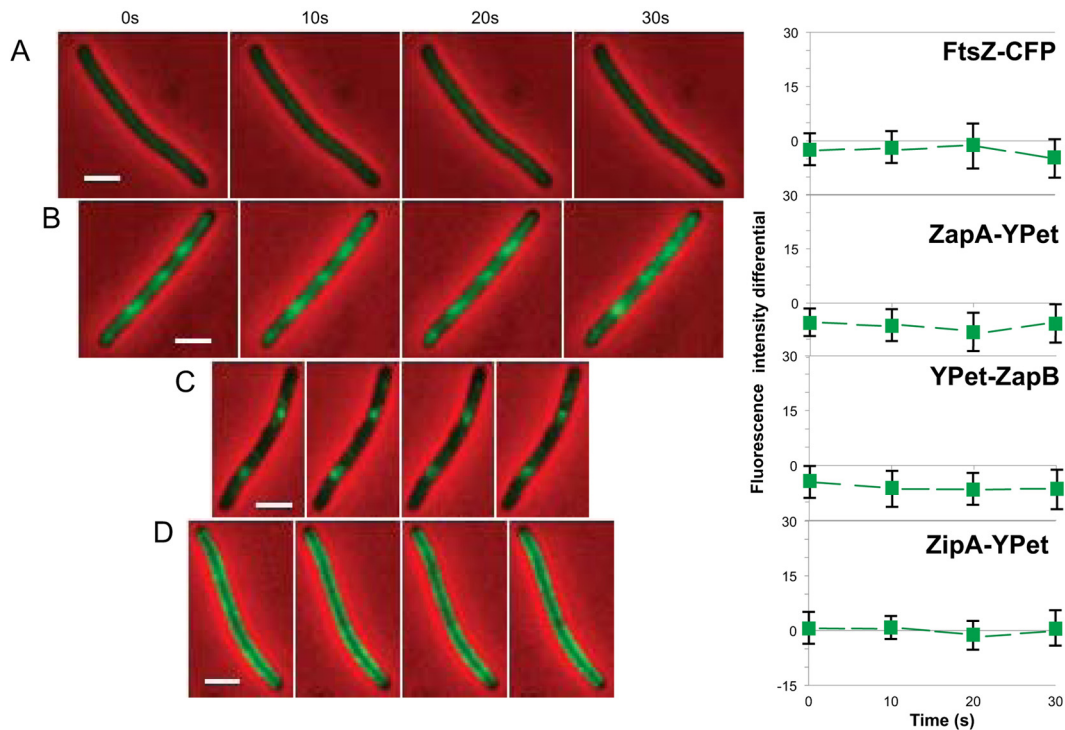 0s 10s 20s 30s
A
B
C
D
Fluorescence intensity differential
30
FtsZ-CFP
15
0
30
ZapA-YPet
15
0
30
YPet-ZapB
15
0
30
ZipA-YPet
15
0
-15
0 10 20 30
Time (s)